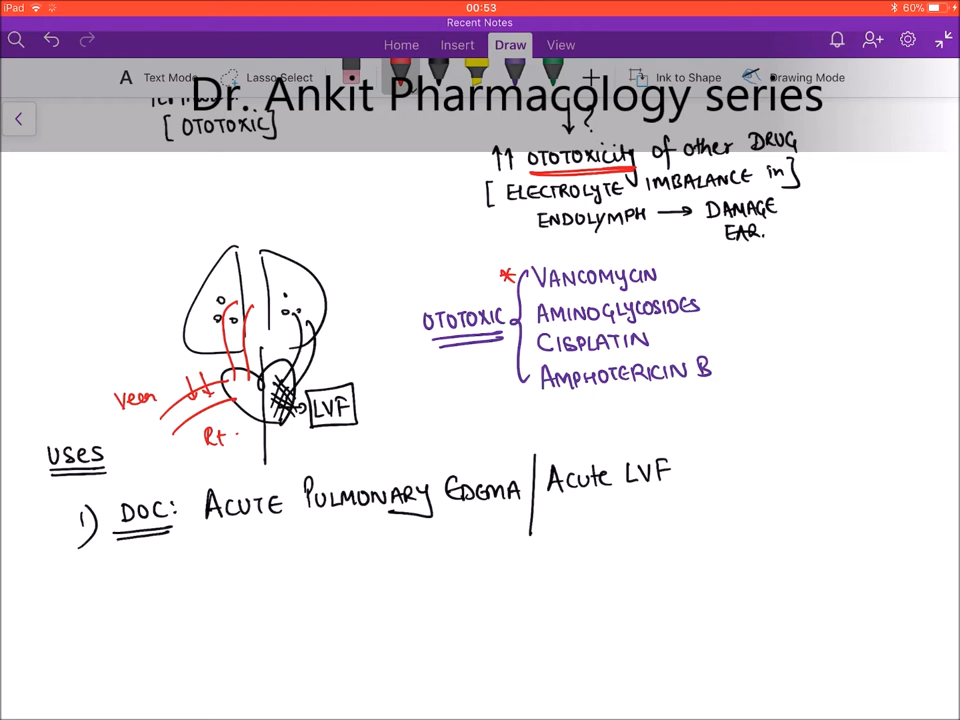 iPad 00:53 60%
Recent Notes
Home Insert Draw View
Text Mode Lasso Select Ink to Shape Drawing Mode
Dr. Ankit Pharmacology series
[ OTOTOXIC]
↓ ?
↑↑ OTOTOXICITY of other DRUG
[ ELECTROLYTE IMBALANCE in ]
ENDOLYMPH → DAMAGE
EAR.
* VANCOMYCIN
OTOTOXIC { AMINOGLYCOSIDES
CISPLATIN
AMPHOTERICIN B
Vein ↓↓
LVF
Rt.
USES
1) DOC: ACUTE PULMONARY EDEMA / ACUTE LVF